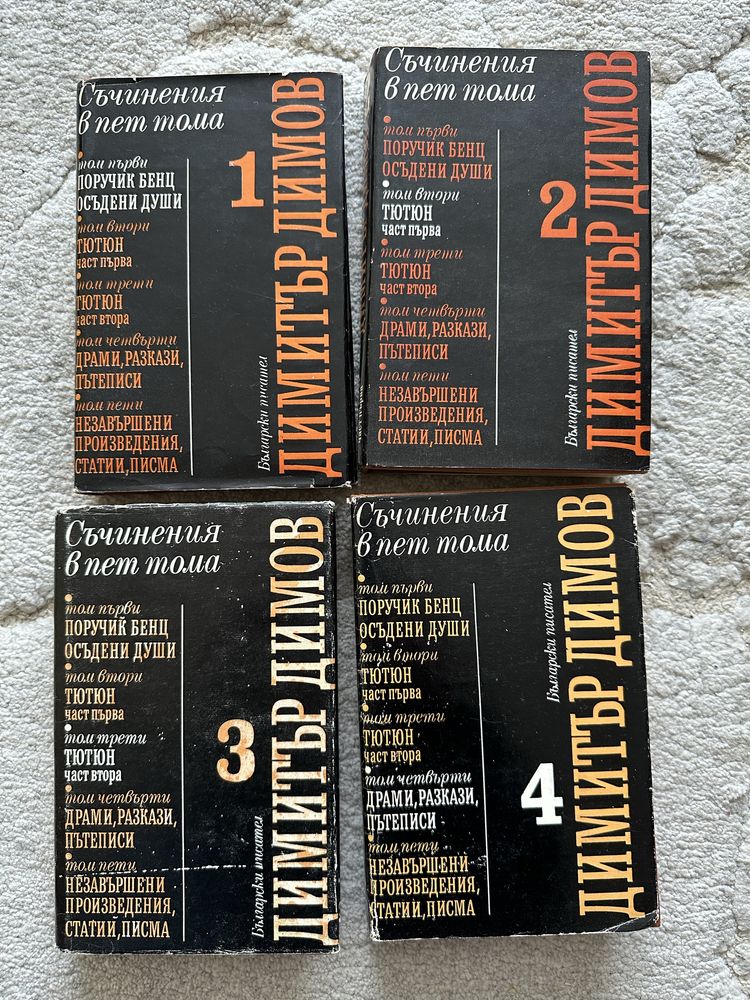 Съчинения
в пет тома
том първи
ПОРУЧИК БЕНЦ
ОСЪДЕНИ ДУШИ
том втори
ТЮТЮН
част първа
том трети
ТЮТЮН
част втора
том четвърти
ДРАМИ, РАЗКАЗИ,
ПЪТЕПИСИ
том пети
НЕЗАВЪРШЕНИ
ПРОИЗВЕДЕНИЯ,
СТАТИИ, ПИСМА
1
Български писател
ДИМИТЪР ДИМОВ
Съчинения
в пет тома
том първи
ПОРУЧИК БЕНЦ
ОСЪДЕНИ ДУШИ
том втори
ТЮТЮН
част първа
том трети
ТЮТЮН
част втора
том четвърти
ДРАМИ, РАЗКАЗИ,
ПЪТЕПИСИ
том пети
НЕЗАВЪРШЕНИ
ПРОИЗВЕДЕНИЯ,
СТАТИИ, ПИСМА
2
Български писател
ДИМИТЪР ДИМОВ
Съчинения
в пет тома
том първи
ПОРУЧИК БЕНЦ
ОСЪДЕНИ ДУШИ
том втори
ТЮТЮН
част първа
том трети
ТЮТЮН
част втора
том четвърти
ДРАМИ, РАЗКАЗИ,
ПЪТЕПИСИ
том пети
НЕЗАВЪРШЕНИ
ПРОИЗВЕДЕНИЯ,
СТАТИИ, ПИСМА
3
Български писател
ДИМИТЪР ДИМОВ
Съчинения
в пет тома
том първи
ПОРУЧИК БЕНЦ
ОСЪДЕНИ ДУШИ
том втори
ТЮТЮН
част първа
том трети
ТЮТЮН
част втора
том четвърти
ДРАМИ, РАЗКАЗИ,
ПЪТЕПИСИ
том пети
НЕЗАВЪРШЕНИ
ПРОИЗВЕДЕНИЯ,
СТАТИИ, ПИСМА
4
Български писател
ДИМИТЪР ДИМОВ